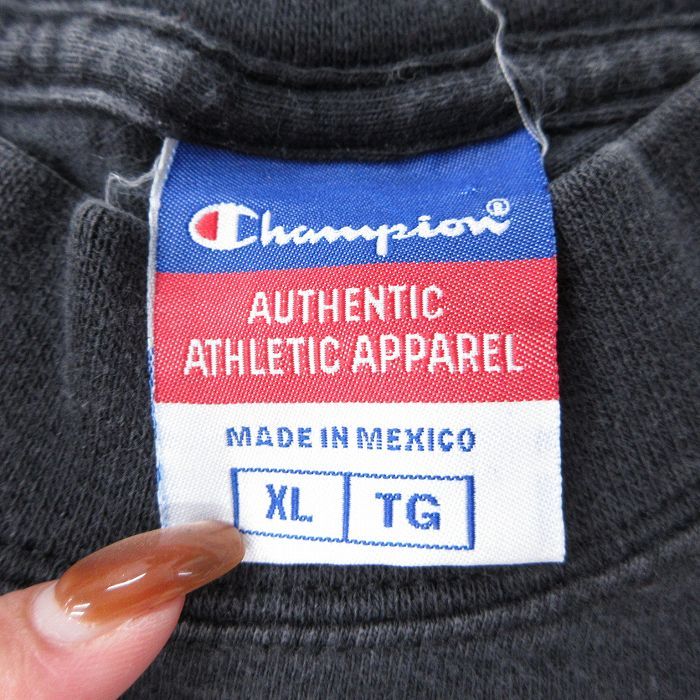 Champion®
AUTHENTIC
ATHLETIC APPAREL
MADE IN MEXICO
XL TG